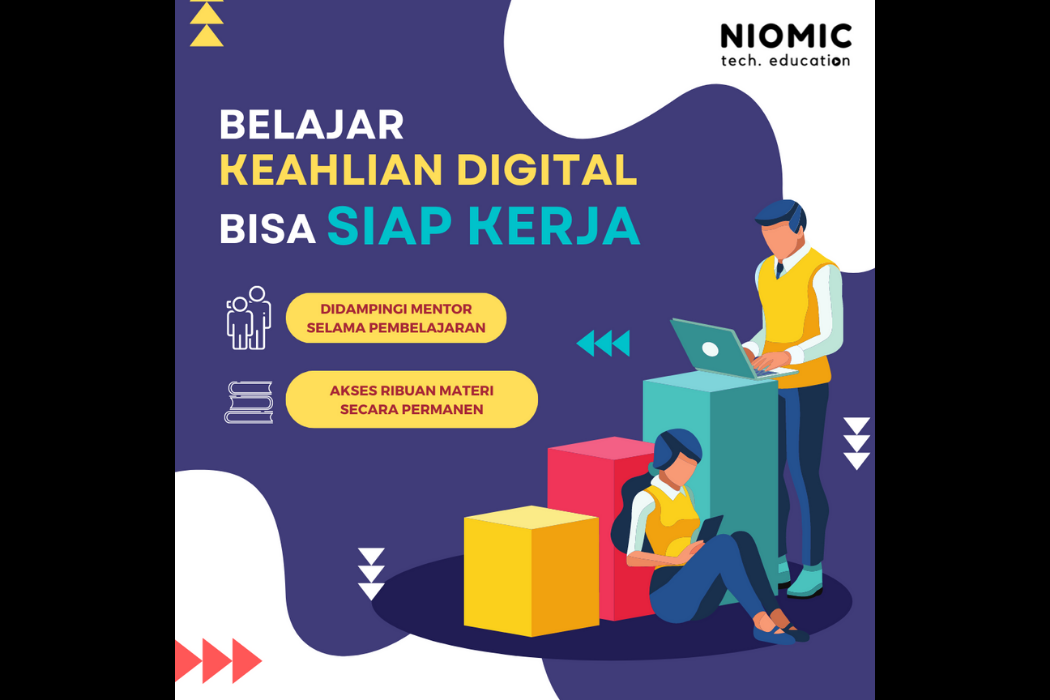 NIOMIC
tech. education
BELAJAR
KEAHLIAN DIGITAL
BISA SIAP KERJA
DIDAMPINGI MENTOR
SELAMA PEMBELAJARAN
AKSES RIBUAN MATERI
SECARA PERMANEN